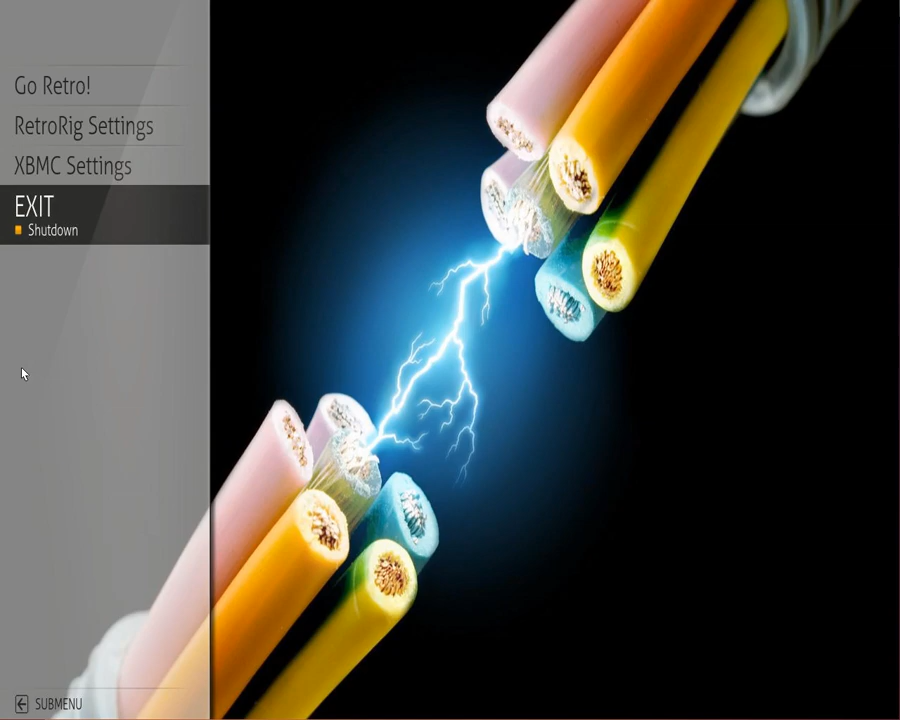 Go Retro!
RetroRig Settings
XBMC Settings
EXIT
Shutdown
SUBMENU